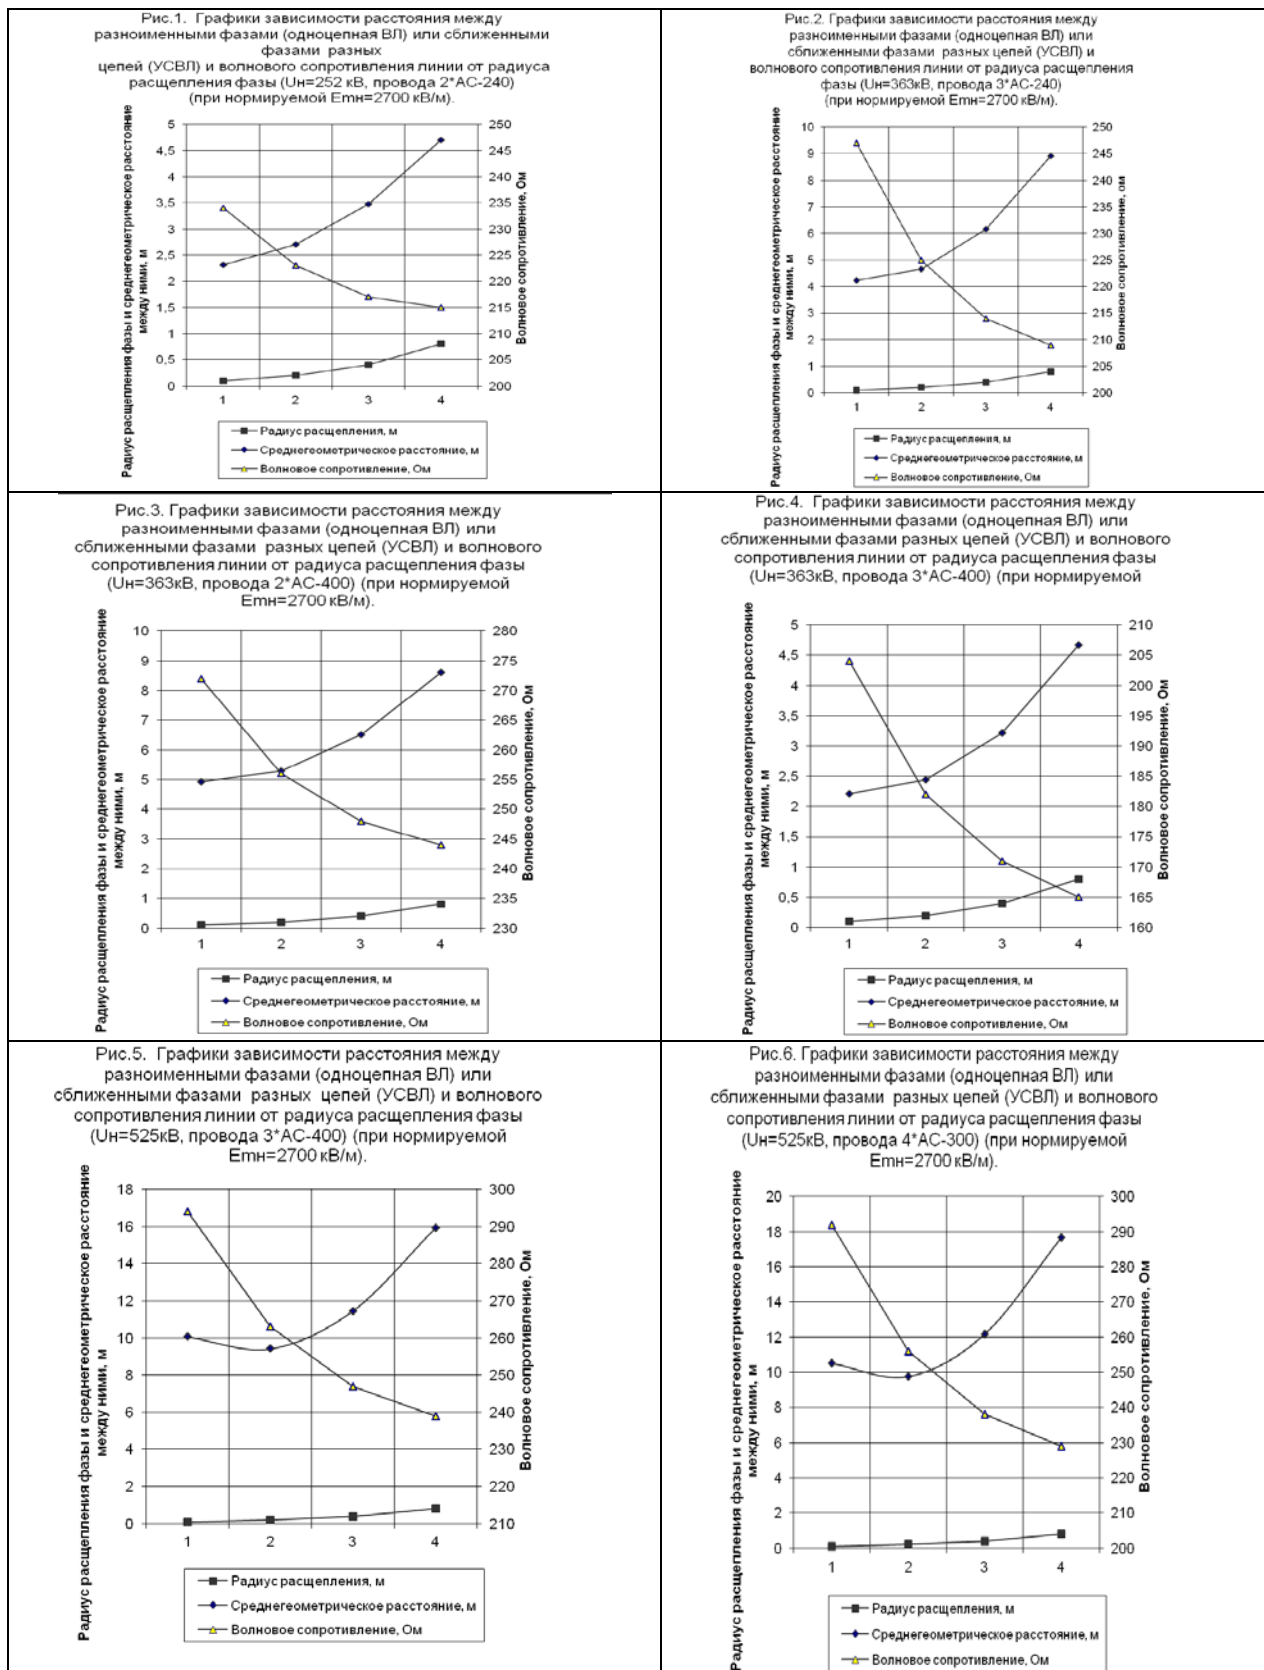 Рис.1. Графики зависимости расстояния между
разноименными фазами (одноцепная ВЛ) или сближенными
фазами разных
цепей (УСВЛ) и волнового сопротивления линии от радиуса
расщепления фазы (Uн=252 кВ, провода 2*АС-240)
(при нормируемой Emн=2700 кВ/м).
Радиус расщепления фазы и среднегеометрическое расстояние
между ними, м
5
4,5
4
3,5
3
2,5
2
1,5
1
0,5
0
250
245
240
235
230
225
220
215
210
205
200
Волновое сопротивление, Ом
1 2 3 4
Радиус расщепления, м
Среднегеометрическое расстояние, м
Волновое сопротивление, Ом
Рис.2. Графики зависимости расстояния между
разноименными фазами (одноцепная ВЛ) или
сближенными фазами разных цепей (УСВЛ) и
волнового сопротивления линии от радиуса расщепления
фазы (Uн=363кВ, провода 3*АС-240)
(при нормируемой Emн=2700 кВ/м).
Радиус расщепления фазы и среднегеометрическое расстояние
между ними, м
10
9
8
7
6
5
4
3
2
1
0
250
245
240
235
230
225
220
215
210
205
200
Волновое сопротивление, ом
1 2 3 4
Радиус расщепления, м
Среднегеометрическое расстояние, м
Волновое сопротивление, Ом
Рис.3. Графики зависимости расстояния между
разноименными фазами (одноцепная ВЛ) или
сближенными фазами разных цепей (УСВЛ) и волнового
сопротивления линии от радиуса расщепления фазы
(Uн=363кВ, провода 2*АС-400) (при нормируемой
Emн=2700 кВ/м).
Радиус расщепления фазы и среднегеометрическое расстояние
между ними, м
10
9
8
7
6
5
4
3
2
1
0
280
275
270
265
260
255
250
245
240
235
230
Волновое сопротивление, Ом
1 2 3 4
Радиус расщепления, м
Среднегеометрическое расстояние, м
Волновое сопротивление, Ом
Рис.4. Графики зависимости расстояния между
разноименными фазами (одноцепная ВЛ) или
сближенными фазами разных цепей (УСВЛ) и волнового
сопротивления линии от радиуса расщепления фазы
(Uн=363кВ, провода 3*АС-400) (при нормируемой
Радиус расщепления фазы и среднегеометрическое расстояние
между ними, м
5
4,5
4
3,5
3
2,5
2
1,5
1
0,5
0
210
205
200
195
190
185
180
175
170
165
160
Волновое сопротивление, Ом
1 2 3 4
Радиус расщепления, м
Среднегеометрическое расстояние, м
Волновое сопротивление, Ом
Рис.5. Графики зависимости расстояния между
разноименными фазами (одноцепная ВЛ) или
сближенными фазами разных цепей (УСВЛ) и волнового
сопротивления линии от радиуса расщепления фазы
(Uн=525кВ, провода 3*АС-400) (при нормируемой
Emн=2700 кВ/м).
Радиус расщепления фазы и среднегеометрическое расстояние
между ними, м
18
16
14
12
10
8
6
4
2
0
300
290
280
270
260
250
240
230
220
210
Волновое сопротивление, Ом
1 2 3 4
Радиус расщепления, м
Среднегеометрическое расстояние, м
Волновое сопротивление, Ом
Рис.6. Графики зависимости расстояния между
разноименными фазами (одноцепная ВЛ) или
сближенными фазами разных цепей (УСВЛ) и волнового
сопротивления линии от радиуса расщепления фазы
(Uн=525кВ, провода 4*АС-300) (при нормируемой
Emн=2700 кВ/м).
Радиус расщепления фазы и среднегеометрическое расстояние
между ними, м
20
18
16
14
12
10
8
6
4
2
0
300
290
280
270
260
250
240
230
220
210
200
Волновое сопротивление, Ом
1 2 3 4
Радиус расщепления, м
Среднегеометрическое расстояние, м
Волновое сопротивление, Ом